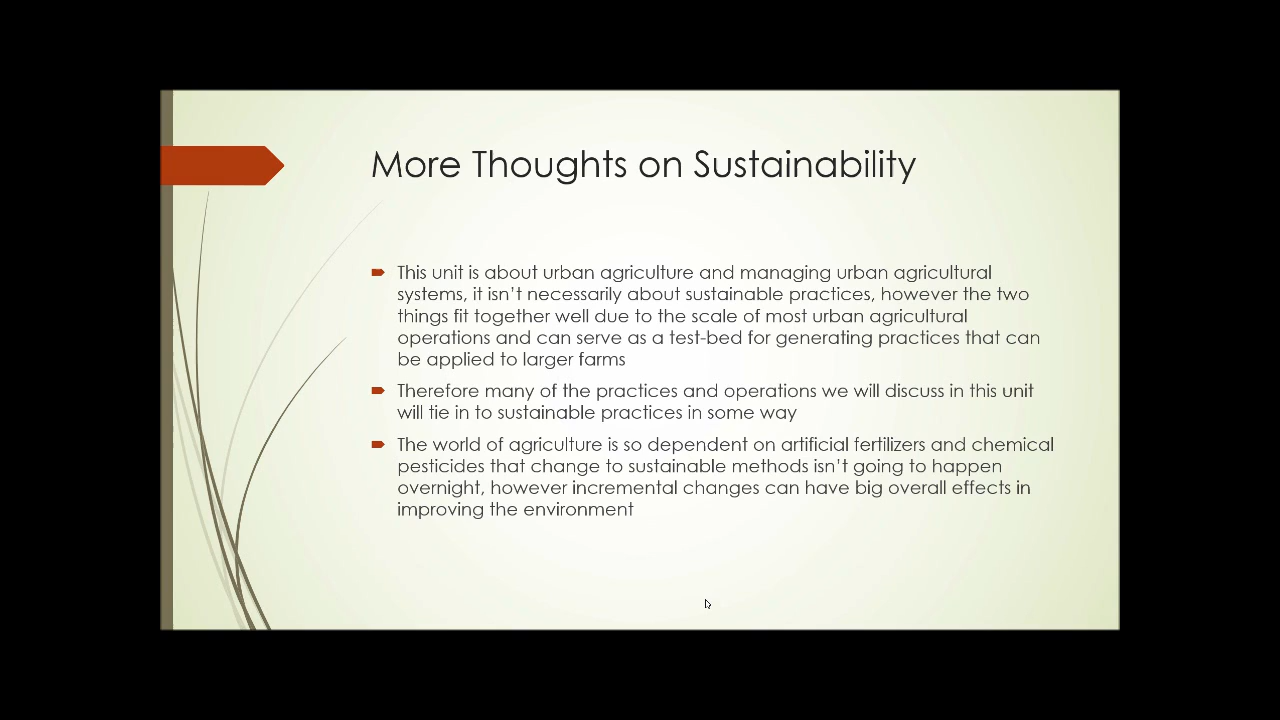 More Thoughts on Sustainability
This unit is about urban agriculture and managing urban agricultural
systems, it isn’t necessarily about sustainable practices, however the two
things fit together well due to the scale of most urban agricultural
operations and can serve as a test-bed for generating practices that can
be applied to larger farms
Therefore many of the practices and operations we will discuss in this unit
will tie in to sustainable practices in some way
The world of agriculture is so dependent on artificial fertilizers and chemical
pesticides that change to sustainable methods isn’t going to happen
overnight, however incremental changes can have big overall effects in
improving the environment